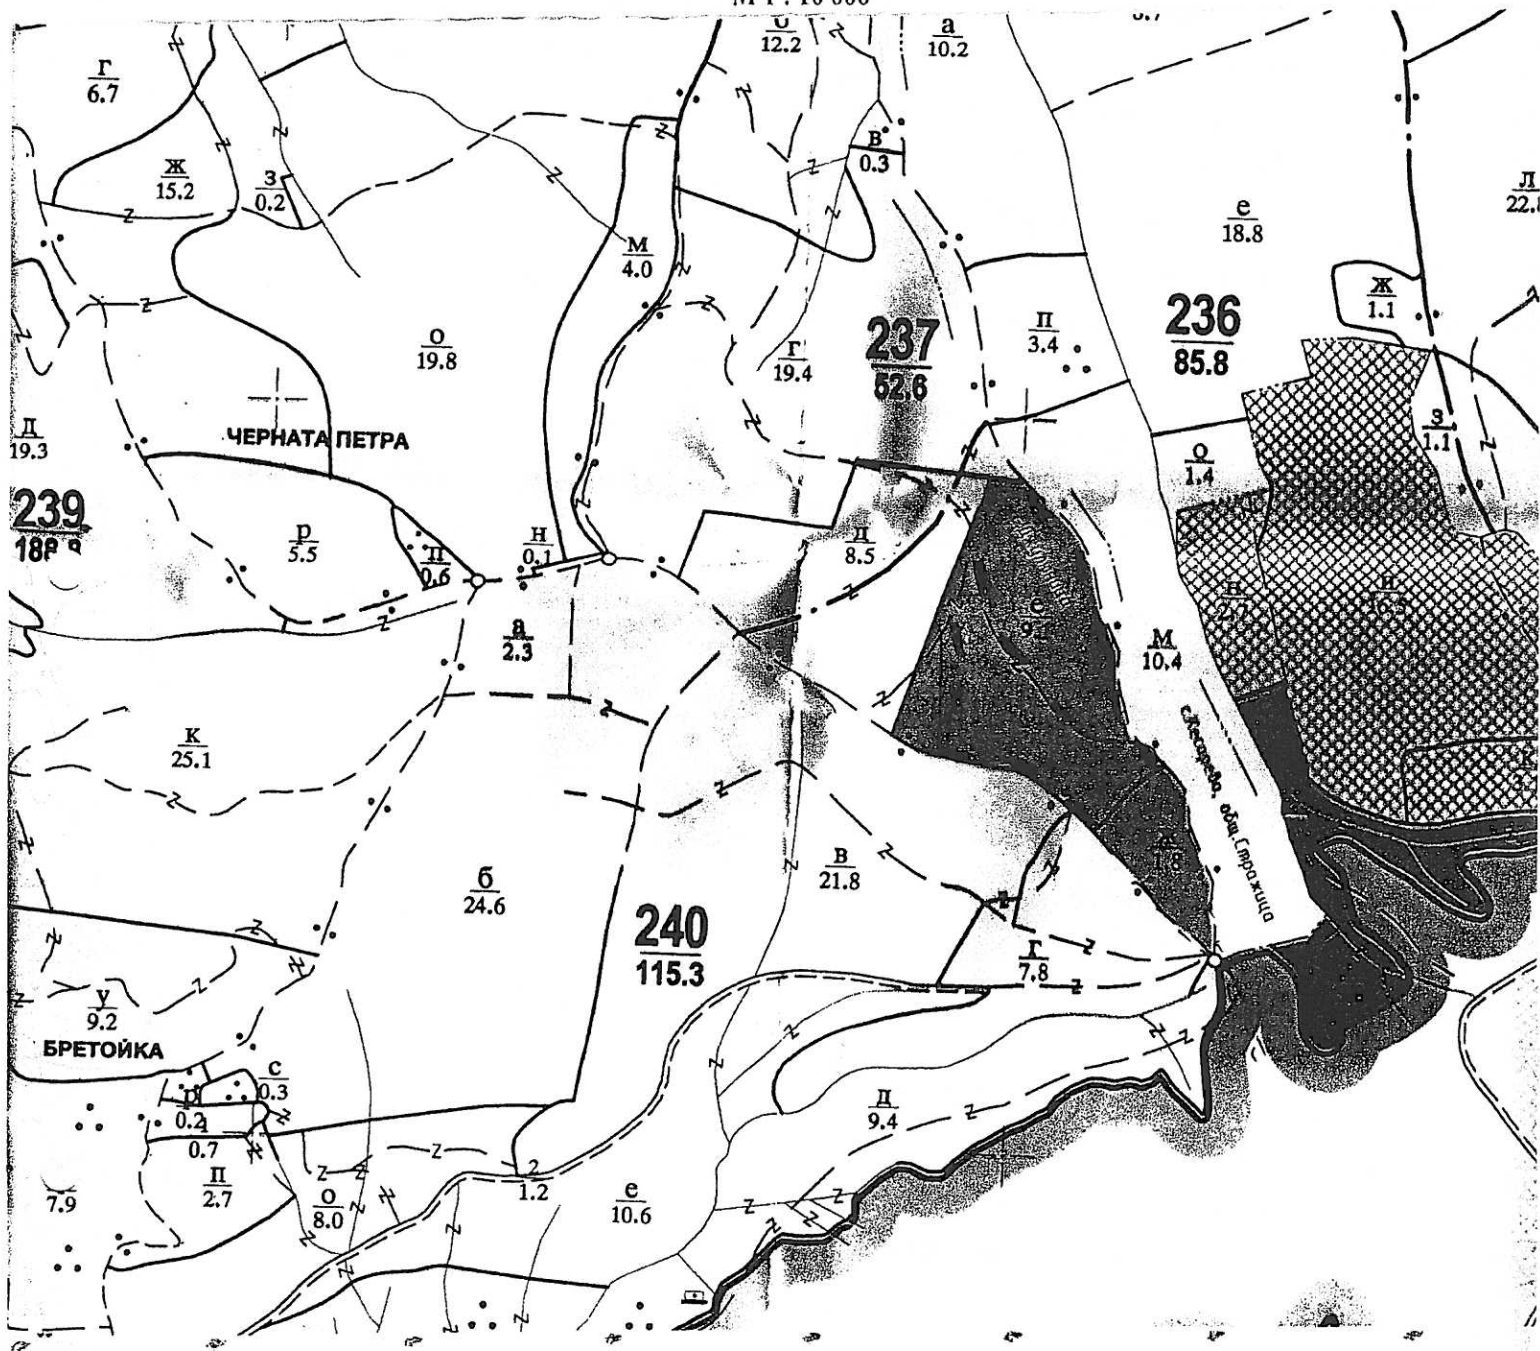 М 1 : 10 000
12.2
а
10.2
г
6.7
в
0.3
ж
15.2
з
0.2
л
е
18.8
м
4.0
ж
1.1
о
19.8
237
52.6
п
3.4
236
85.8
г
19.4
д
19.3
ЧЕРНАТА ПЕТРА
з
1.1
о
1.4
239
р
5.5
п
0.6
н
0.1
д
8.5
а
2.3
м
10.4
с.Кесарево, общ.Стражица
к
25.1
б
24.6
в
21.8
240
115.3
г
7.8
у
9.2
БРЕТОЙКА
с
0.3
р
0.2
0.7
д
9.4
п
2.7
7.9
о
8.0
2
1.2
е
10.6